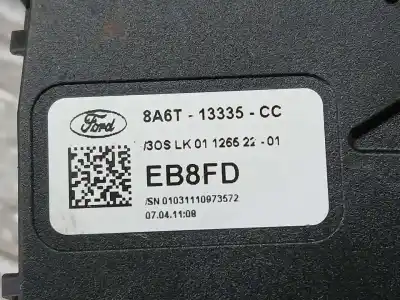 Ford
8A6T - 13335 - CC
/3OS LK 01 1266 22 - 01
EB8FD
/SN 01031110973572
07.04.11:08